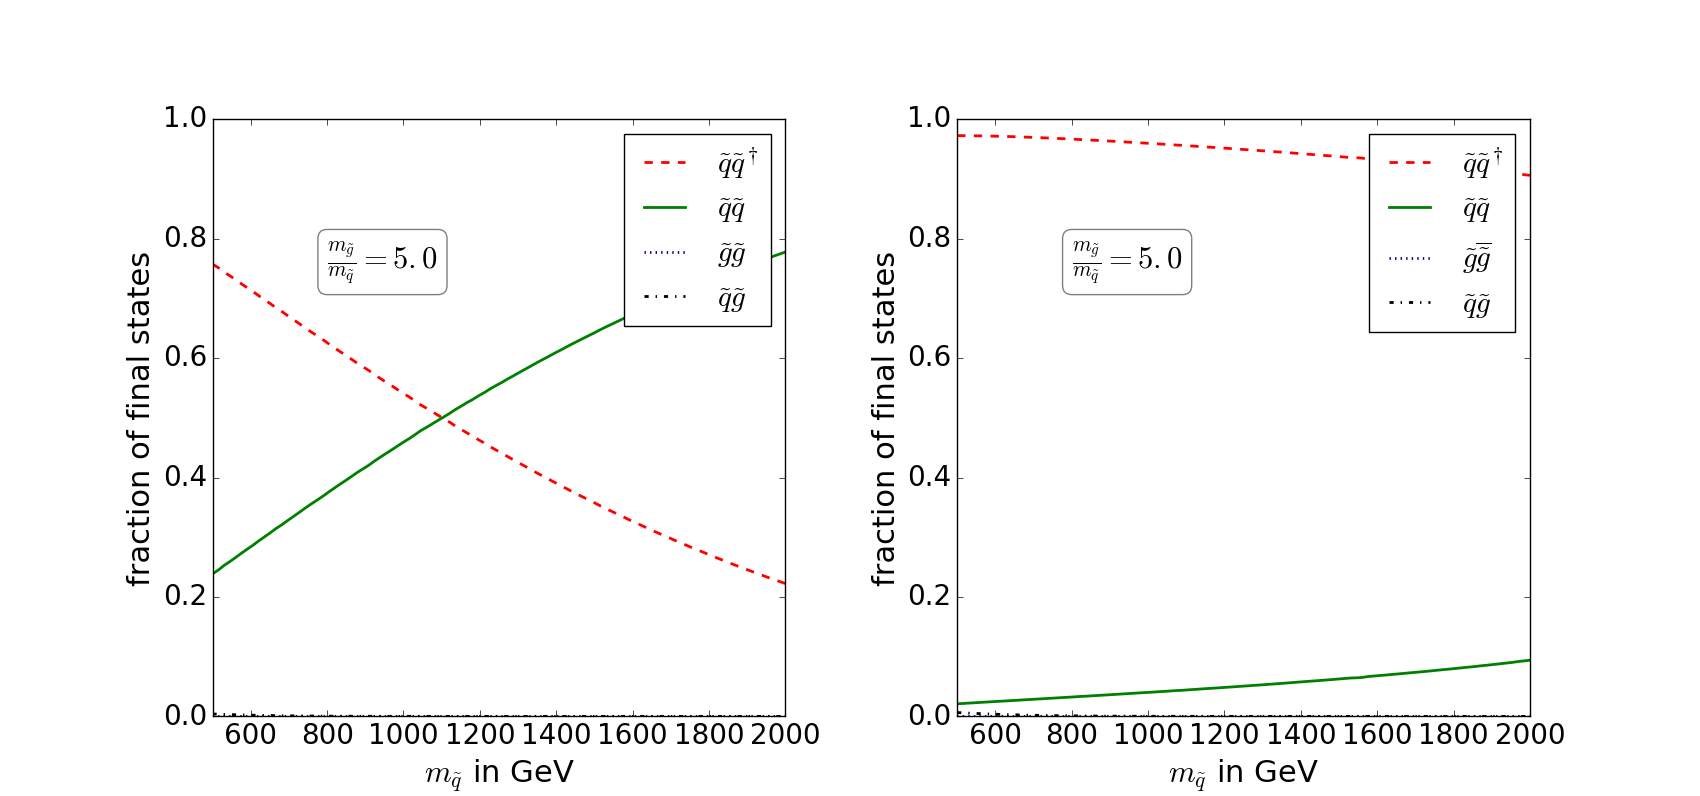 1.0
0.8
0.6
0.4
0.2
0.0
600 800 1000 1200 1400 1600 1800 2000
fraction of final states
m_q̃ in GeV
m_g̃/m_q̃ = 5.0
q̃q̃†
q̃q̃
g̃g̃
q̃g̃
1.0
0.8
0.6
0.4
0.2
0.0
600 800 1000 1200 1400 1600 1800 2000
fraction of final states
m_q̃ in GeV
m_g̃/m_q̃ = 5.0
q̃q̃†
q̃q̃
g̃g̃̅
q̃g̃